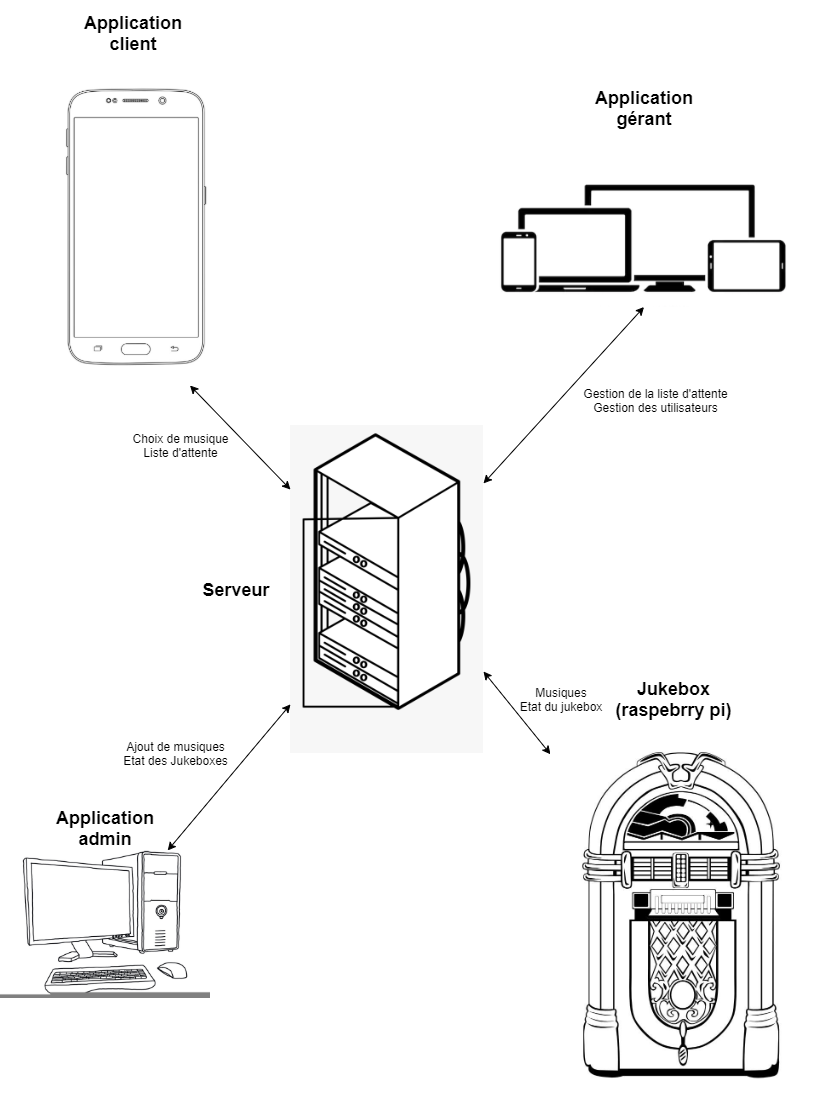 Application
client
Application
gérant
Gestion de la liste d'attente
Gestion des utilisateurs
Choix de musique
Liste d'attente
Serveur
Musiques
Etat du jukebox
Jukebox
(raspebrry pi)
Ajout de musiques
Etat des Jukeboxes
Application
admin